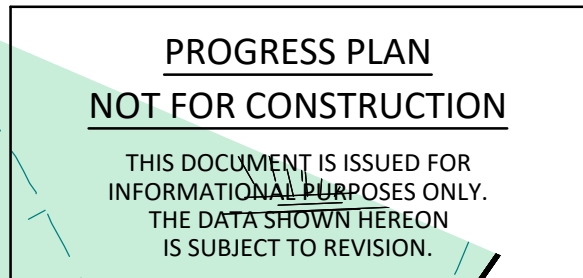 PROGRESS PLAN
NOT FOR CONSTRUCTION
THIS DOCUMENT IS ISSUED FOR
INFORMATIONAL PURPOSES ONLY.
THE DATA SHOWN HEREON
IS SUBJECT TO REVISION.